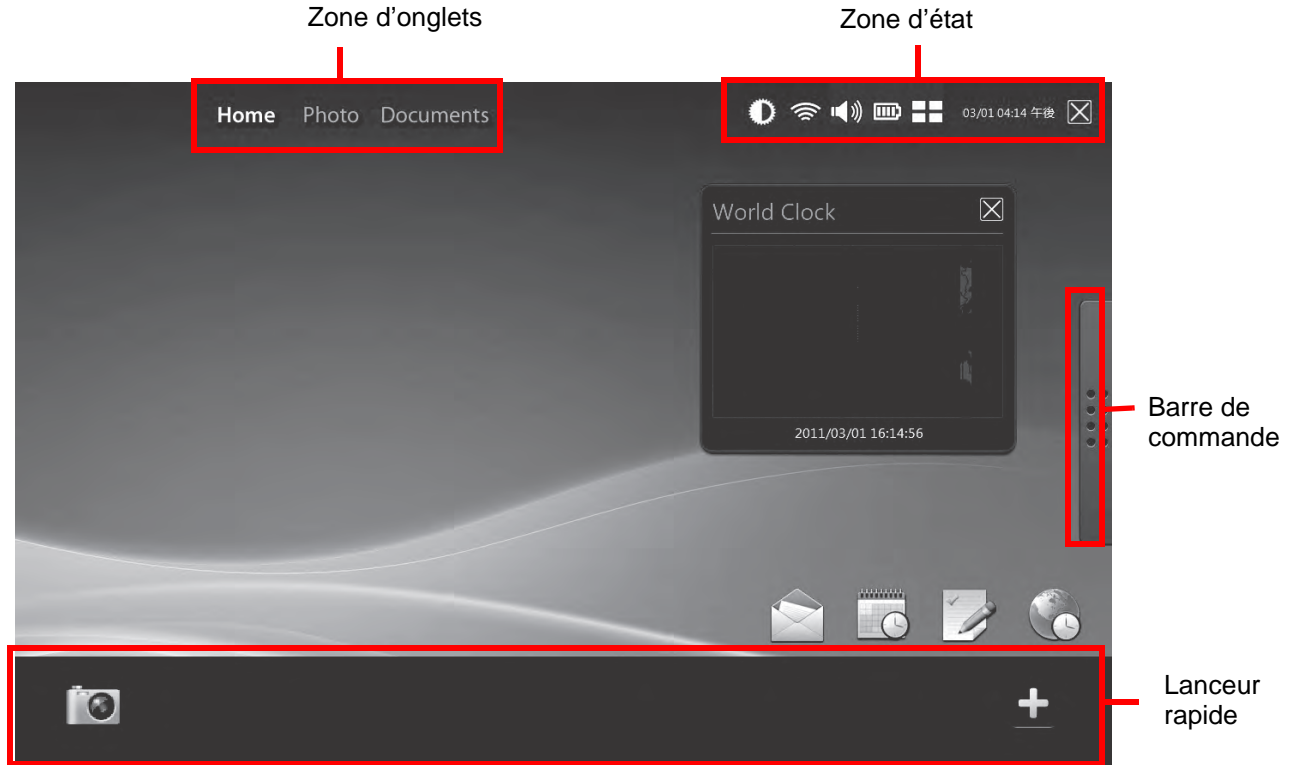 Zone d’onglets
Zone d’état
Home Photo Documents
03/01 04:14 午後
World Clock
2011/03/01 16:14:56
Barre de
commande
Lanceur
rapide